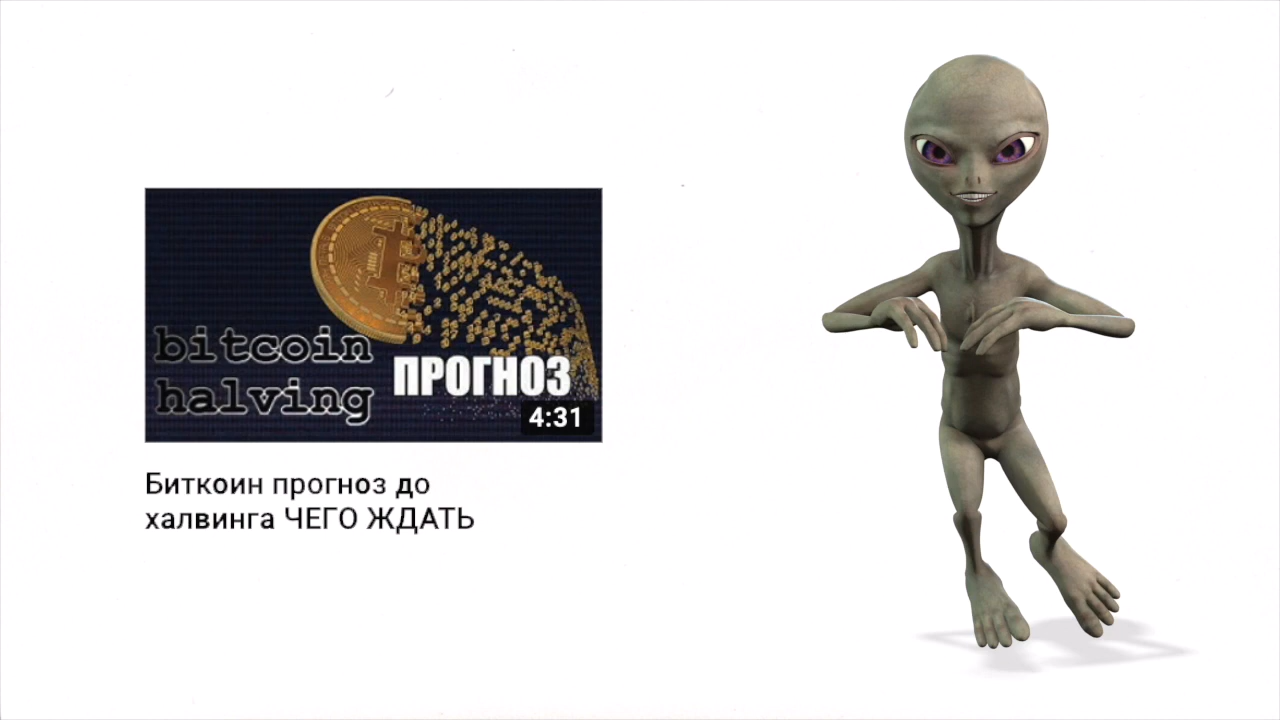 bitcoin
halving
ПРОГНОЗ
4:31
Биткоин прогноз до
халвинга ЧЕГО ЖДАТЬ